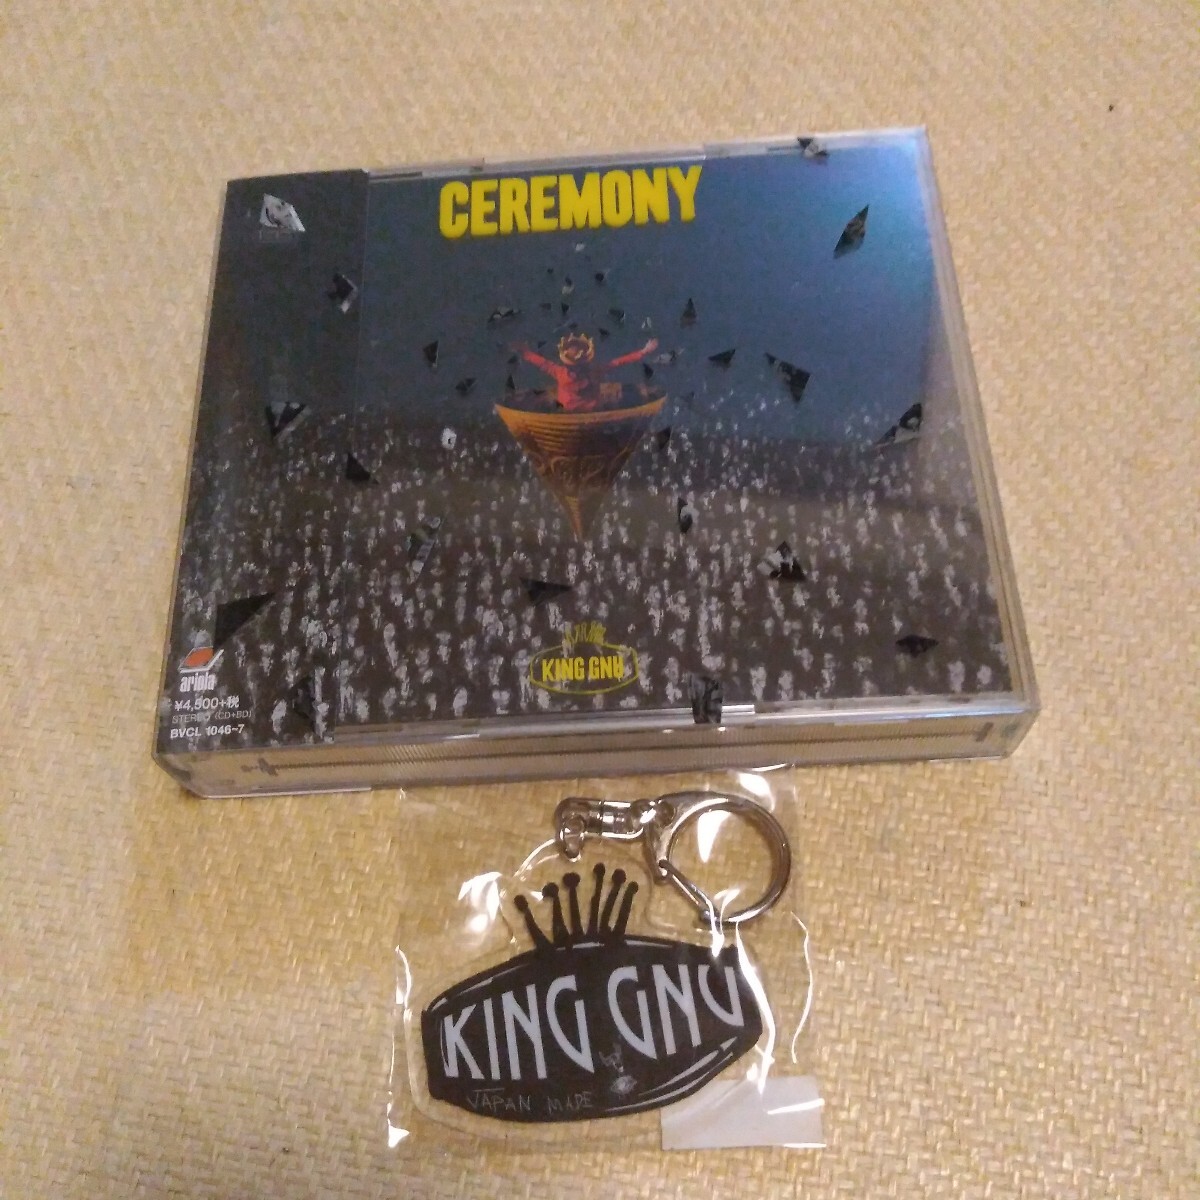 CEREMONY
KING GNU
ariola
¥4,500+税
STEREO (CD+BD)
BVCL 1046~7
KING GNU
JAPAN MADE